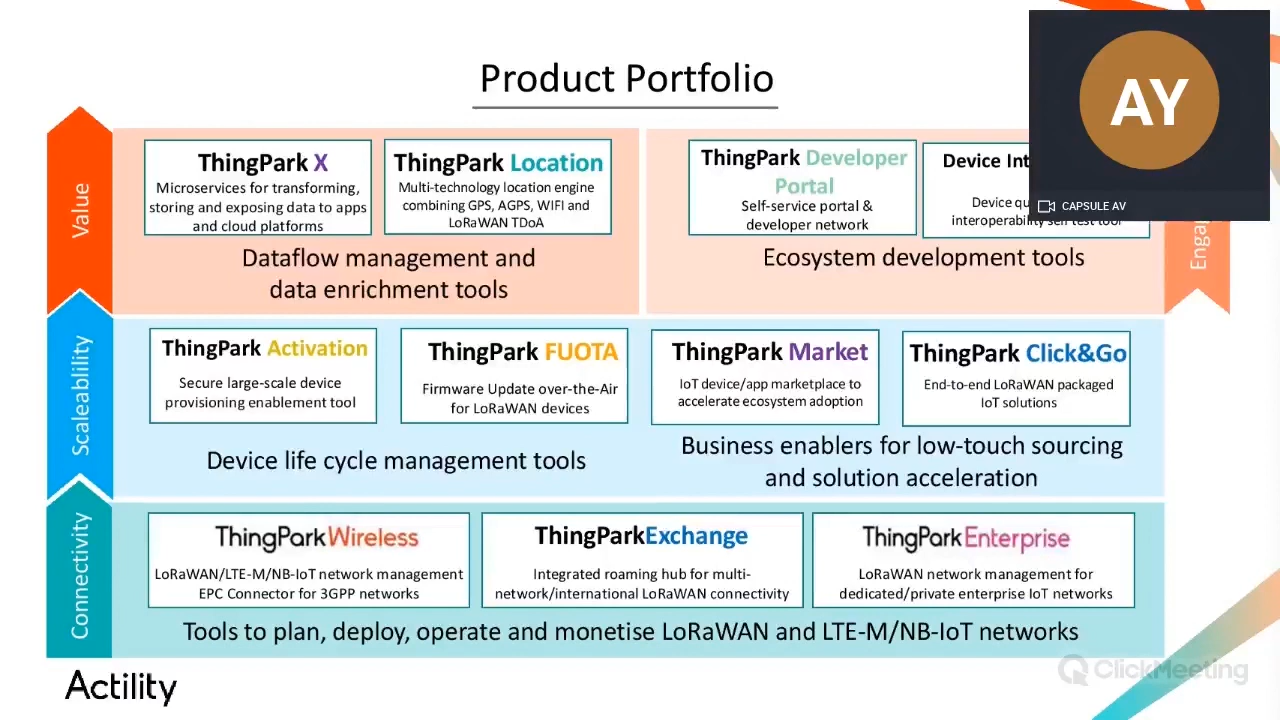 Product Portfolio
AY
CAPSULE AV
Value
ThingPark X
Microservices for transforming,
storing and exposing data to apps
and cloud platforms
ThingPark Location
Multi-technology location engine
combining GPS, AGPS, WIFI and
LoRaWAN TDoA
Dataflow management and
data enrichment tools
ThingPark Developer
Portal
Self-service portal &
developer network
Device
Device
interoperability self test tool
Ecosystem development tools
Scaleablility
ThingPark Activation
Secure large-scale device
provisioning enablement tool
ThingPark FUOTA
Firmware Update over-the-Air
for LoRaWAN devices
Device life cycle management tools
ThingPark Market
IoT device/app marketplace to
accelerate ecosystem adoption
ThingPark Click&Go
End-to-end LoRaWAN packaged
IoT solutions
Business enablers for low-touch sourcing
and solution acceleration
Connectivity
ThingParkWireless
LoRaWAN/LTE-M/NB-IoT network management
EPC Connector for 3GPP networks
ThingParkExchange
Integrated roaming hub for multi-
network/international LoRaWAN connectivity
ThingParkEnterprise
LoRaWAN network management for
dedicated/private enterprise IoT networks
Tools to plan, deploy, operate and monetise LoRaWAN and LTE-M/NB-IoT networks
Actility
ClickMeeting